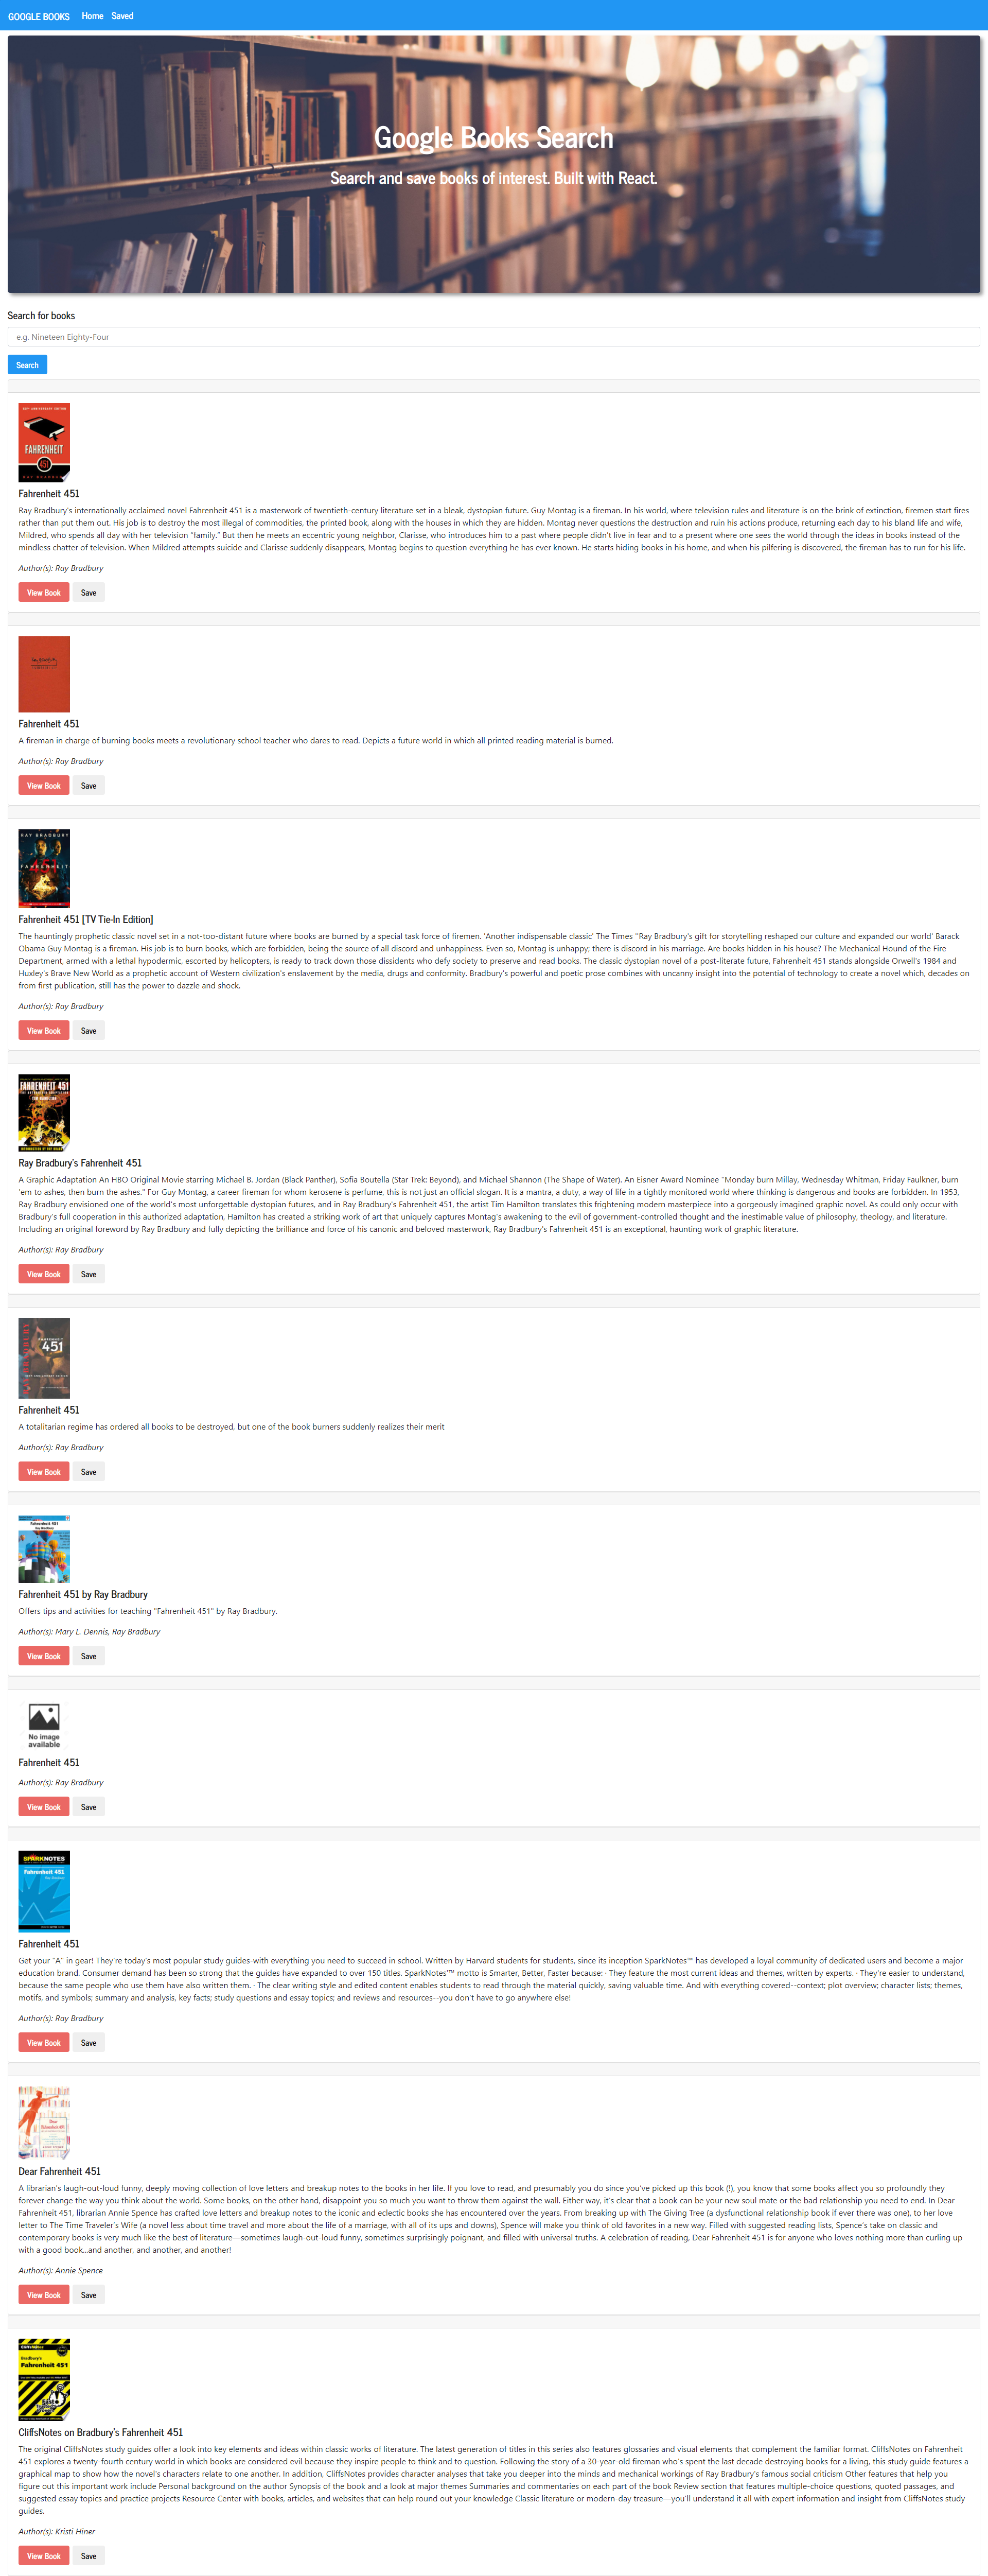 GOOGLE BOOKS Home Saved
Google Books Search
Search and save books of interest. Built with React.
Search for books
e.g. Nineteen Eighty-Four
Search
FAHRENHEIT
451
Fahrenheit 451
Ray Bradbury's internationally acclaimed novel Fahrenheit 451 is a masterwork of twentieth-century literature set in a bleak, dystopian future. Guy Montag is a fireman. In his world, where television rules and literature is on the brink of extinction, firemen start fires
rather than put them out. His job is to destroy the most illegal of commodities, the printed book, along with the houses in which they are hidden. Montag never questions the destruction and ruin his actions produce, returning each day to his bland life and wife,
Mildred, who spends all day with her television "family." But then he meets an eccentric young neighbor, Clarisse, who introduces him to a past where people didn't live in fear and to a present where one sees the world through the ideas in books instead of the
mindless chatter of television. When Mildred attempts suicide and Clarisse suddenly disappears, Montag begins to question everything he has ever known. He starts hiding books in his home, and when his pilfering is discovered, the fireman has to run for his life.
Author(s): Ray Bradbury
View Book Save
Fahrenheit 451
A fireman in charge of burning books meets a revolutionary school teacher who dares to read. Depicts a future world in which all printed reading material is burned.
Author(s): Ray Bradbury
View Book Save
RAY BRADBURY
451
FAHRENHEIT
Fahrenheit 451 [TV Tie-In Edition]
The hauntingly prophetic classic novel set in a not-too-distant future where books are burned by a special task force of firemen. 'Another indispensable classic' The Times "Ray Bradbury's gift for storytelling reshaped our culture and expanded our world' Barack
Obama Guy Montag is a fireman. His job is to burn books, which are forbidden, being the source of all discord and unhappiness. Even so, Montag is unhappy; there is discord in his marriage. Are books hidden in his house? The Mechanical Hound of the Fire
Department, armed with a lethal hypodermic, escorted by helicopters, is ready to track down those dissidents who defy society to preserve and read books. The classic dystopian novel of a post-literate future, Fahrenheit 451 stands alongside Orwell's 1984 and
Huxley's Brave New World as a prophetic account of Western civilization's enslavement by the media, drugs and conformity. Bradbury's powerful and poetic prose combines with uncanny insight into the potential of technology to create a novel which, decades on
from first publication, still has the power to dazzle and shock.
Author(s): Ray Bradbury
View Book Save
FAHRENHEIT 451
Ray Bradbury's Fahrenheit 451
A Graphic Adaptation An HBO Original Movie starring Michael B. Jordan (Black Panther), Sofia Boutella (Star Trek: Beyond), and Michael Shannon (The Shape of Water). An Eisner Award Nominee "Monday burn Millay, Wednesday Whitman, Friday Faulkner, burn
'em to ashes, then burn the ashes." For Guy Montag, a career fireman for whom kerosene is perfume, this is not just an official slogan. It is a mantra, a duty, a way of life in a tightly monitored world where thinking is dangerous and books are forbidden. In 1953,
Ray Bradbury envisioned one of the world's most unforgettable dystopian futures, and in Ray Bradbury's Fahrenheit 451, the artist Tim Hamilton translates this frightening modern masterpiece into a gorgeously imagined graphic novel. As could only occur with
Bradbury's full cooperation in this authorized adaptation, Hamilton has created a striking work of art that uniquely captures Montag's awakening to the evil of government-controlled thought and the inestimable value of philosophy, theology, and literature.
Including an original foreword by Ray Bradbury and fully depicting the brilliance and force of his canonic and beloved masterwork, Ray Bradbury's Fahrenheit 451 is an exceptional, haunting work of graphic literature.
Author(s): Ray Bradbury
View Book Save
451
Fahrenheit 451
A totalitarian regime has ordered all books to be destroyed, but one of the book burners suddenly realizes their merit
Author(s): Ray Bradbury
View Book Save
Fahrenheit 451
Ray Bradbury
Fahrenheit 451 by Ray Bradbury
Offers tips and activities for teaching "Fahrenheit 451" by Ray Bradbury.
Author(s): Mary L. Dennis, Ray Bradbury
View Book Save
No image
available
Fahrenheit 451
Author(s): Ray Bradbury
View Book Save
SPARKNOTES
Fahrenheit 451
Ray Bradbury
Fahrenheit 451
Get your "A" in gear! They're today's most popular study guides-with everything you need to succeed in school. Written by Harvard students for students, since its inception SparkNotes™ has developed a loyal community of dedicated users and become a major
education brand. Consumer demand has been so strong that the guides have expanded to over 150 titles. SparkNotes'™ motto is Smarter, Better, Faster because: · They feature the most current ideas and themes, written by experts. · They're easier to understand,
because the same people who use them have also written them. · The clear writing style and edited content enables students to read through the material quickly, saving valuable time. And with everything covered--context; plot overview; character lists; themes,
motifs, and symbols; summary and analysis, key facts; study questions and essay topics; and reviews and resources--you don't have to go anywhere else!
Author(s): Ray Bradbury
View Book Save
Dear
Fahrenheit 451
Dear Fahrenheit 451
A librarian's laugh-out-loud funny, deeply moving collection of love letters and breakup notes to the books in her life. If you love to read, and presumably you do since you've picked up this book (!), you know that some books affect you so profoundly they
forever change the way you think about the world. Some books, on the other hand, disappoint you so much you want to throw them against the wall. Either way, it's clear that a book can be your new soul mate or the bad relationship you need to end. In Dear
Fahrenheit 451, librarian Annie Spence has crafted love letters and breakup notes to the iconic and eclectic books she has encountered over the years. From breaking up with The Giving Tree (a dysfunctional relationship book if ever there was one), to her love
letter to The Time Traveler's Wife (a novel less about time travel and more about the life of a marriage, with all of its ups and downs), Spence will make you think of old favorites in a new way. Filled with suggested reading lists, Spence's take on classic and
contemporary books is very much like the best of literature—sometimes laugh-out-loud funny, sometimes surprisingly poignant, and filled with universal truths. A celebration of reading, Dear Fahrenheit 451 is for anyone who loves nothing more than curling up
with a good book...and another, and another, and another!
Author(s): Annie Spence
View Book Save
CliffsNotes
Bradbury's
Fahrenheit 451
CliffsNotes on Bradbury's Fahrenheit 451
The original CliffsNotes study guides offer a look into key elements and ideas within classic works of literature. The latest generation of titles in this series also features glossaries and visual elements that complement the familiar format. CliffsNotes on Fahrenheit
451 explores a twenty-fourth century world in which books are considered evil because they inspire people to think and to question. Following the story of a 30-year-old fireman who's spent the last decade destroying books for a living, this study guide features a
graphical map to show how the novel's characters relate to one another. In addition, CliffsNotes provides character analyses that take you deeper into the minds and mechanical workings of Ray Bradbury's famous social criticism Other features that help you
figure out this important work include Personal background on the author Synopsis of the book and a look at major themes Summaries and commentaries on each part of the book Review section that features multiple-choice questions, quoted passages, and
suggested essay topics and practice projects Resource Center with books, articles, and websites that can help round out your knowledge Classic literature or modern-day treasure—you'll understand it all with expert information and insight from CliffsNotes study
guides.
Author(s): Kristi Hiner
View Book Save